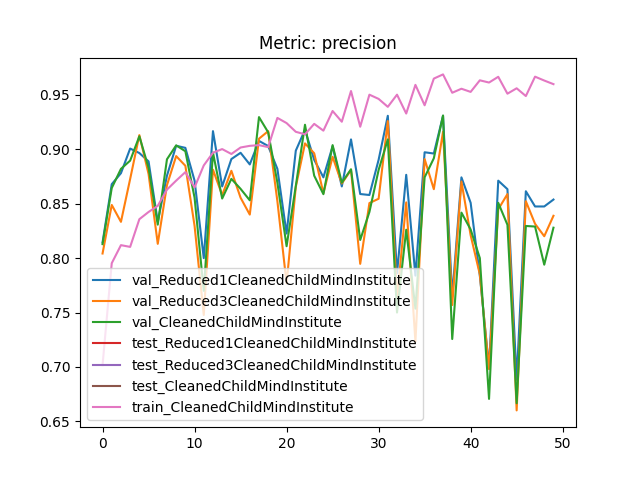 Metric: precision
0.95
0.90
0.85
0.80
0.75
0.70
0.65
val_Reduced1CleanedChildMindInstitute
val_Reduced3CleanedChildMindInstitute
val_CleanedChildMindInstitute
test_Reduced1CleanedChildMindInstitute
test_Reduced3CleanedChildMindInstitute
test_CleanedChildMindInstitute
train_CleanedChildMindInstitute
0 10 20 30 40 50